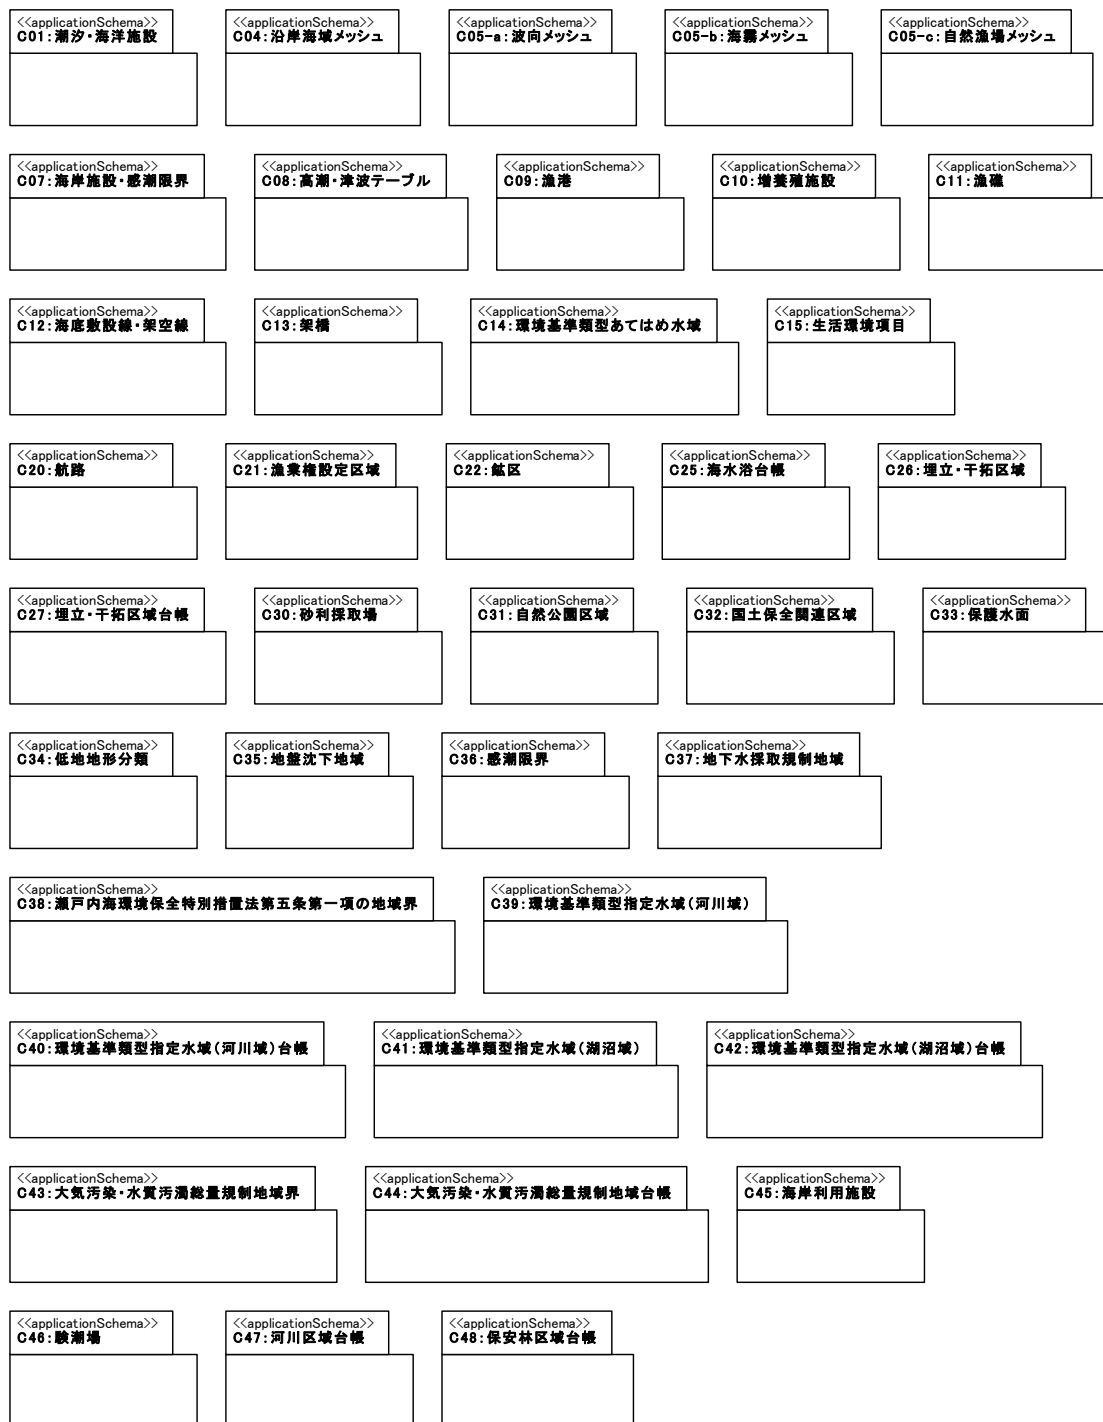 <<applicationSchema>>
C01:潮汐・海洋施設
<<applicationSchema>>
C04:沿岸海域メッシュ
<<applicationSchema>>
C05-a:波向メッシュ
<<applicationSchema>>
C05-b:海霧メッシュ
<<applicationSchema>>
C05-c:自然漁場メッシュ
<<applicationSchema>>
C07:海岸施設・感潮限界
<<applicationSchema>>
C08:高潮・津波テーブル
<<applicationSchema>>
C09:漁港
<<applicationSchema>>
C10:増養殖施設
<<applicationSchema>>
C11:漁礁
<<applicationSchema>>
C12:海底敷設線・架空線
<<applicationSchema>>
C13:架橋
<<applicationSchema>>
C14:環境基準類型あてはめ水域
<<applicationSchema>>
C15:生活環境項目
<<applicationSchema>>
C20:航路
<<applicationSchema>>
C21:漁業権設定区域
<<applicationSchema>>
C22:鉱区
<<applicationSchema>>
C25:海水浴台帳
<<applicationSchema>>
C26:埋立・干拓区域
<<applicationSchema>>
C27:埋立・干拓区域台帳
<<applicationSchema>>
C30:砂利採取場
<<applicationSchema>>
C31:自然公園区域
<<applicationSchema>>
C32:国土保全関連区域
<<applicationSchema>>
C33:保護水面
<<applicationSchema>>
C34:低地地形分類
<<applicationSchema>>
C35:地盤沈下地域
<<applicationSchema>>
C36:感潮限界
<<applicationSchema>>
C37:地下水採取規制地域
<<applicationSchema>>
C38:瀬戸内海環境保全特別措置法第五条第一項の地域界
<<applicationSchema>>
C39:環境基準類型指定水域(河川域)
<<applicationSchema>>
C40:環境基準類型指定水域(河川域)台帳
<<applicationSchema>>
C41:環境基準類型指定水域(湖沼域)
<<applicationSchema>>
C42:環境基準類型指定水域(湖沼域)台帳
<<applicationSchema>>
C43:大気汚染・水質汚濁総量規制地域界
<<applicationSchema>>
C44:大気汚染・水質汚濁総量規制地域台帳
<<applicationSchema>>
C45:海岸利用施設
<<applicationSchema>>
C46:験潮場
<<applicationSchema>>
C47:河川区域台帳
<<applicationSchema>>
C48:保安林区域台帳